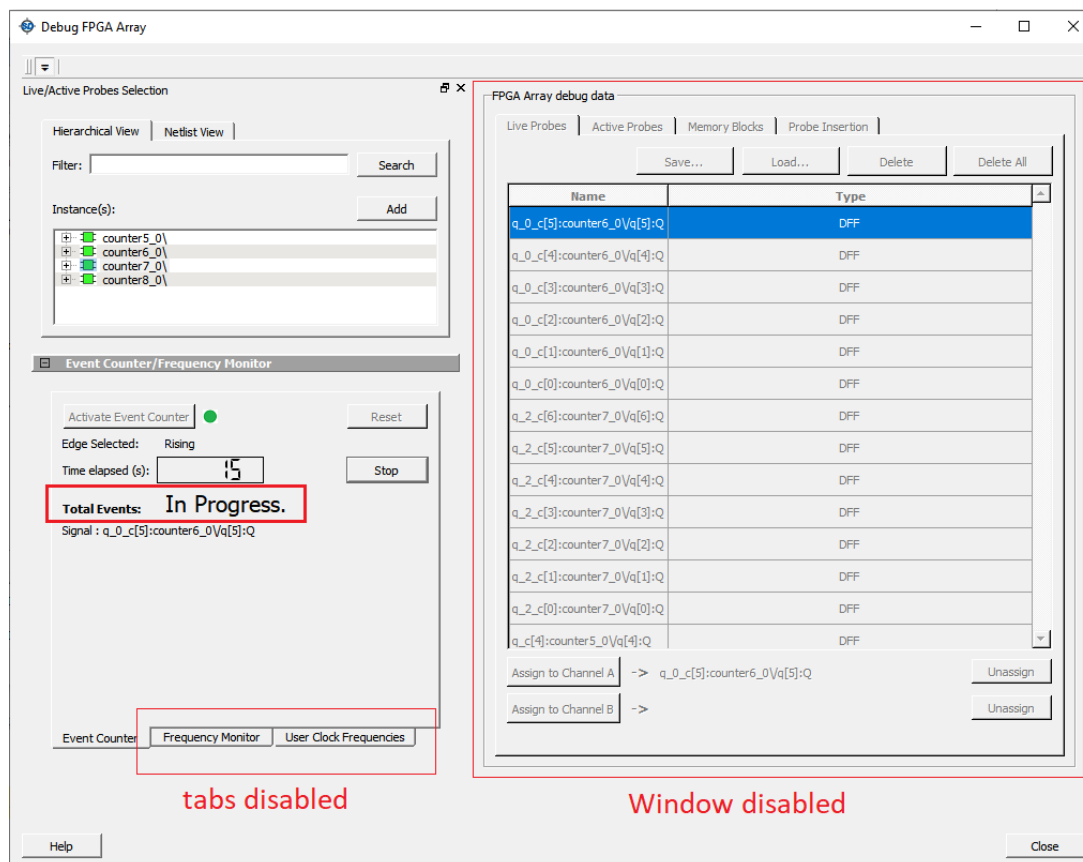 Debug FPGA Array
Live/Active Probes Selection
Hierarchical View Netlist View
Filter: Search
Instance(s): Add
counter5_0\
counter6_0\
counter7_0\
counter8_0\
Event Counter/Frequency Monitor
Activate Event Counter Reset
Edge Selected: Rising
Time elapsed (s): 15 Stop
Total Events: In Progress.
Signal : q_0_c[5]:counter6_0\/q[5]:Q
Event Counter Frequency Monitor User Clock Frequencies
tabs disabled
FPGA Array debug data
Live Probes Active Probes Memory Blocks Probe Insertion
Save... Load... Delete Delete All
Name Type
q_0_c[5]:counter6_0\/q[5]:Q DFF
q_0_c[4]:counter6_0\/q[4]:Q DFF
q_0_c[3]:counter6_0\/q[3]:Q DFF
q_0_c[2]:counter6_0\/q[2]:Q DFF
q_0_c[1]:counter6_0\/q[1]:Q DFF
q_0_c[0]:counter6_0\/q[0]:Q DFF
q_2_c[6]:counter7_0\/q[6]:Q DFF
q_2_c[5]:counter7_0\/q[5]:Q DFF
q_2_c[4]:counter7_0\/q[4]:Q DFF
q_2_c[3]:counter7_0\/q[3]:Q DFF
q_2_c[2]:counter7_0\/q[2]:Q DFF
q_2_c[1]:counter7_0\/q[1]:Q DFF
q_2_c[0]:counter7_0\/q[0]:Q DFF
q_c[4]:counter5_0\/q[4]:Q DFF
Assign to Channel A -> q_0_c[5]:counter6_0\/q[5]:Q Unassign
Assign to Channel B -> Unassign
Window disabled
Help Close